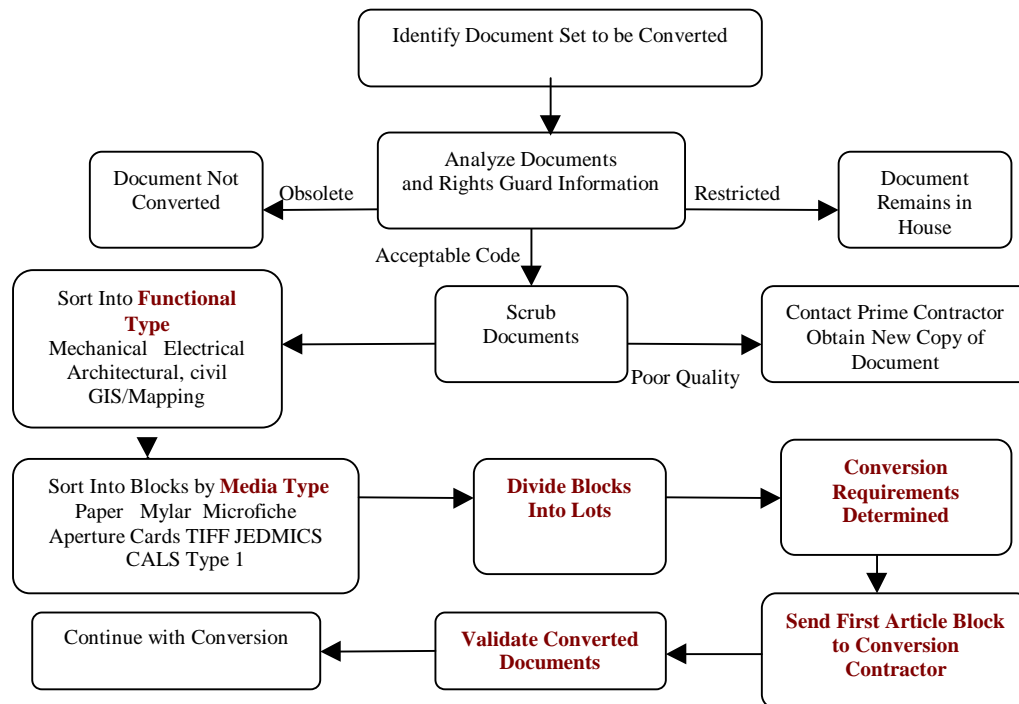 Identify Document Set to be Converted
Analyze Documents
and Rights Guard Information
Document Not
Converted
Obsolete
Restricted
Document
Remains in
House
Acceptable Code
Sort Into Functional
Type
Mechanical Electrical
Architectural, civil
GIS/Mapping
Scrub
Documents
Contact Prime Contractor
Obtain New Copy of
Document
Poor Quality
Sort Into Blocks by Media Type
Paper Mylar Microfiche
Aperture Cards TIFF JEDMICS
CALS Type 1
Divide Blocks
Into Lots
Conversion
Requirements
Determined
Continue with Conversion
Validate Converted
Documents
Send First Article Block
to Conversion
Contractor